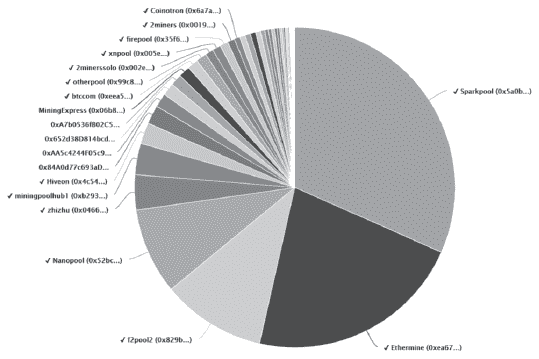 ✔ Coinotron (0x6a7a...)
✔ 2miners (0x0019...)
✔ firepool (0x35f6...
✔ xnpool (0x005e...
✔ 2minerssolo (0x002e...
✔ otherpool (0x99c8...
✔ btccom (0xeea5...
MiningExpress (0x06b8...
0xA7b0536fB02C5...
0x652d38D814bcd...
0xAA5c4244F05c9...
0x84A0d77c693aD...
✔ Hiveon (0x4c54...
✔ miningpoolhub1 (0xb293...
✔ zhizhu (0x0466...
✔ Nanopool (0x52bc...)
✔ f2pool2 (0x829b...)
✔ Ethermine (0xea67...)
✔ Sparkpool (0x5a0b...)